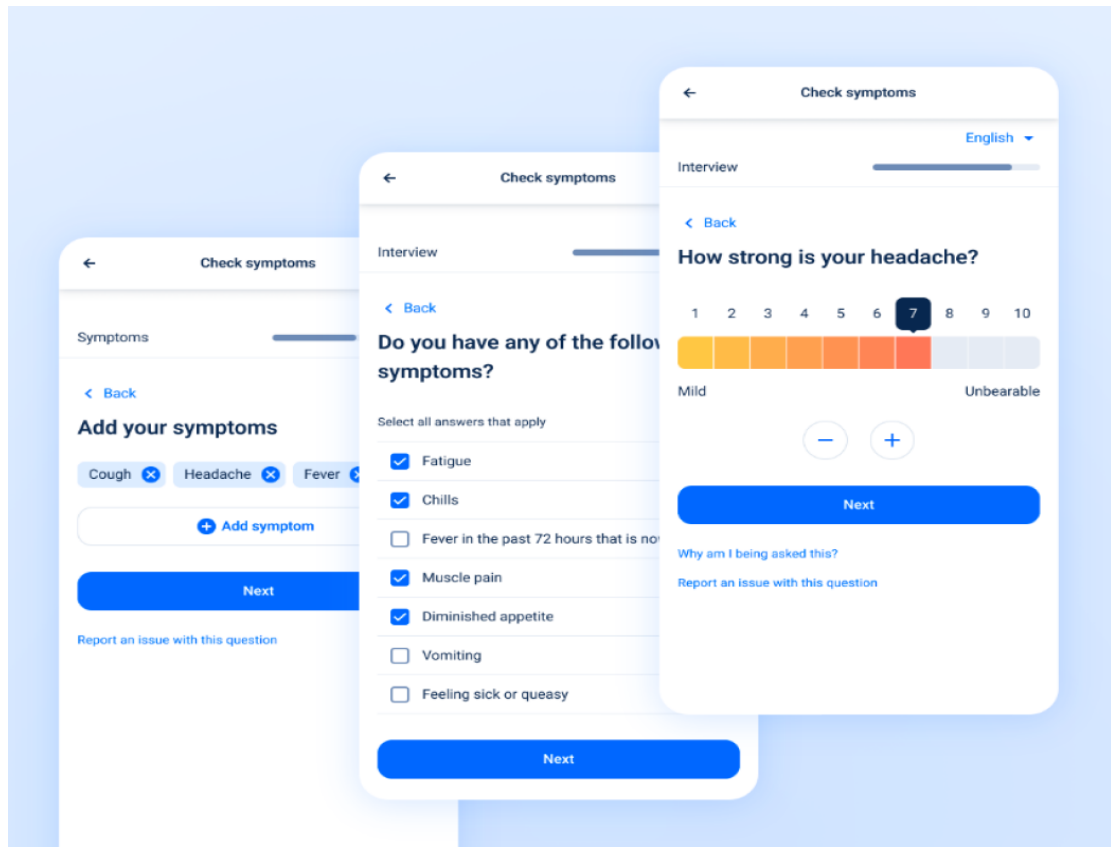 Check symptoms
Symptoms
Back
Add your symptoms
Cough Headache Fever
Add symptom
Next
Report an issue with this question
Check symptoms
Interview
Back
Do you have any of the
symptoms?
Select all answers that apply
Fatigue
Chills
Fever in the past 72 hours that is
Muscle pain
Diminished appetite
Vomiting
Feeling sick or queasy
Next
Check symptoms
English
Interview
Back
How strong is your headache?
1 2 3 4 5 6 7 8 9 10
Mild Unbearable
Next
Why am I being asked this?
Report an issue with this question